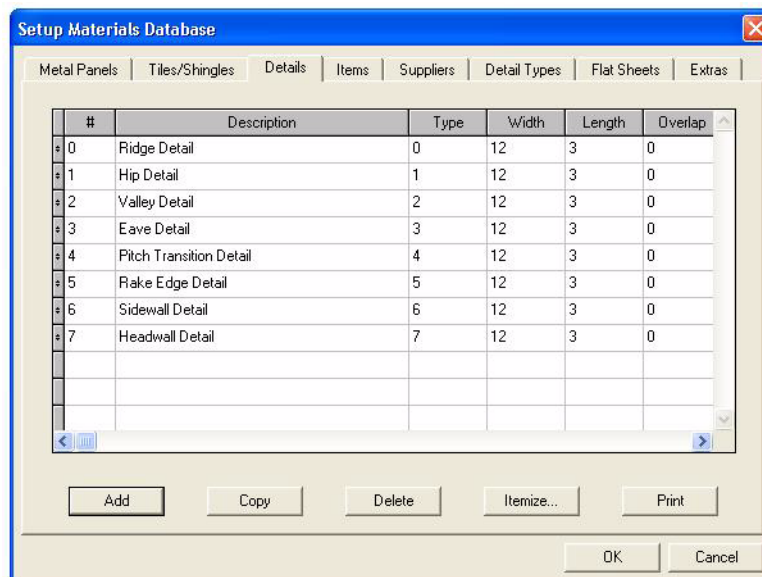 Setup Materials Database
Metal Panels Tiles/Shingles Details Items Suppliers Detail Types Flat Sheets Extras
# Description Type Width Length Overlap
0 Ridge Detail 0 12 3 0
1 Hip Detail 1 12 3 0
2 Valley Detail 2 12 3 0
3 Eave Detail 3 12 3 0
4 Pitch Transition Detail 4 12 3 0
5 Rake Edge Detail 5 12 3 0
6 Sidewall Detail 6 12 3 0
7 Headwall Detail 7 12 3 0
Add Copy Delete Itemize... Print
OK Cancel